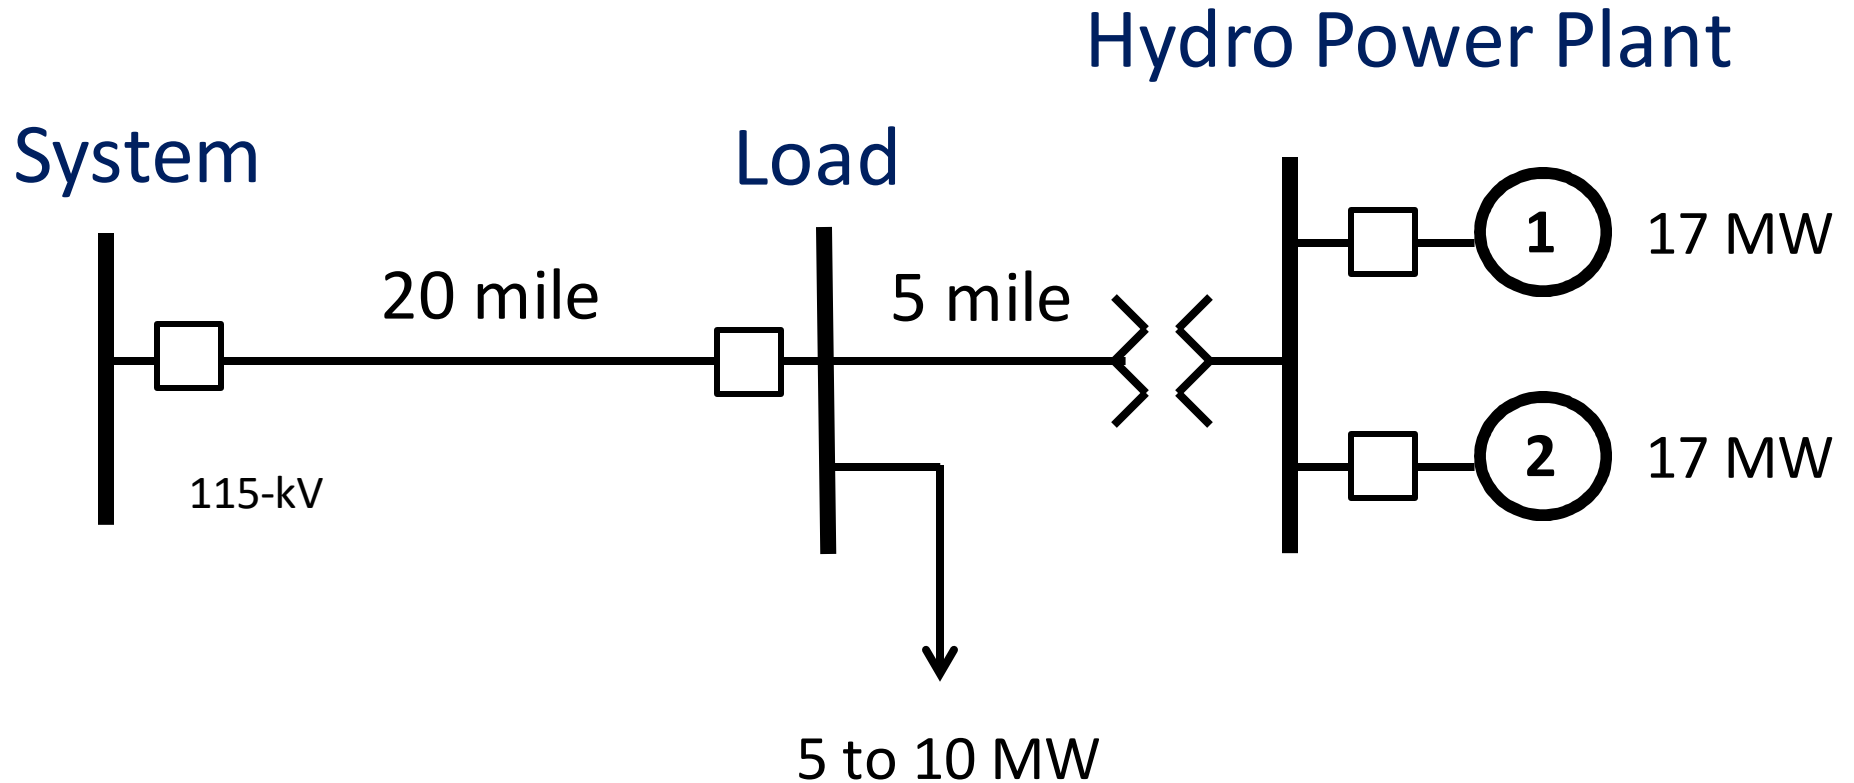 Hydro Power Plant
System
Load
20 mile
5 mile
1
17 MW
115-kV
2
17 MW
5 to 10 MW